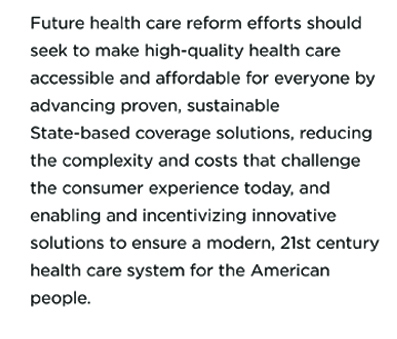 Future health care reform efforts should
seek to make high-quality health care
accessible and affordable for everyone by
advancing proven, sustainable
State-based coverage solutions, reducing
the complexity and costs that challenge
the consumer experience today, and
enabling and incentivizing innovative
solutions to ensure a modern, 21st century
health care system for the American
people.